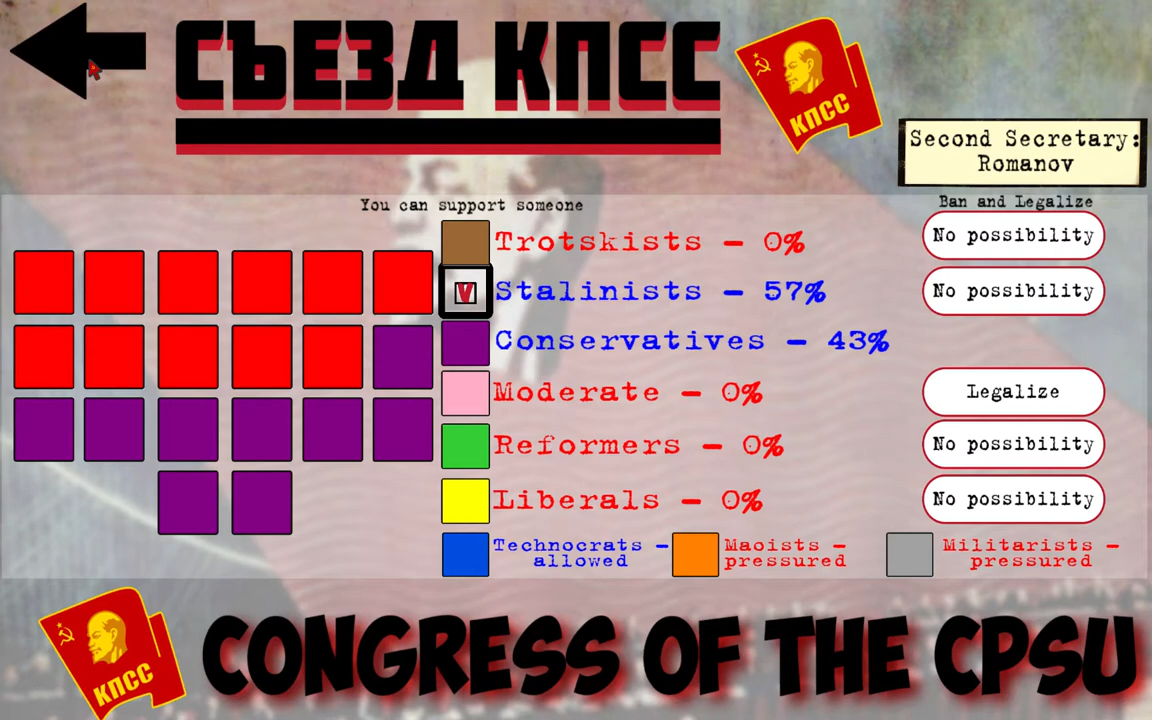 СЪЕЗД КПСС
КПСС
Second Secretary:
Romanov
You can support someone
Ban and Legalize
Trotskists - 0%
No possibility
V
Stalinists - 57%
No possibility
Conservatives - 43%
Moderate - 0%
Legalize
Reformers - 0%
No possibility
Liberals - 0%
No possibility
Technocrats -
allowed
Maoists -
pressured
Militarists -
pressured
КПСС
CONGRESS OF THE CPSU